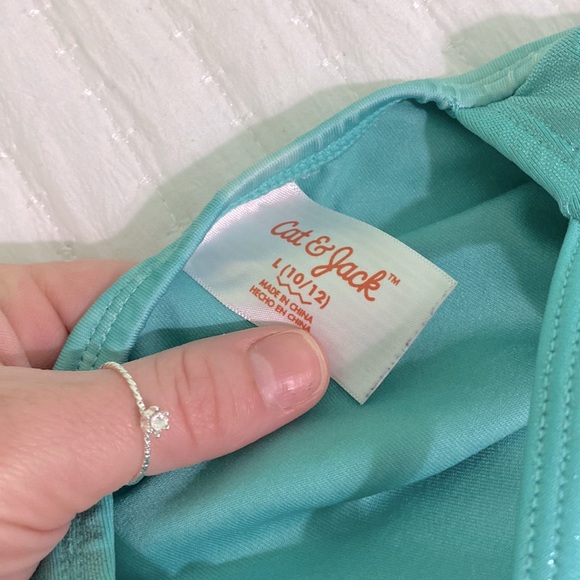 Cat & Jack™
L (10/12)
MADE IN CHINA
HECHO EN CHINA